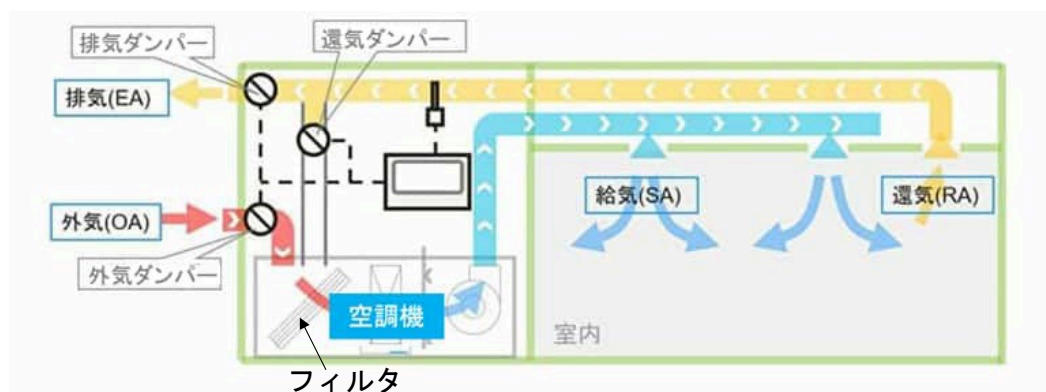 排気ダンパー
還気ダンパー
排気(EA)
外気(OA)
給気(SA)
還気(RA)
外気ダンパー
空調機
室内
フィルタ